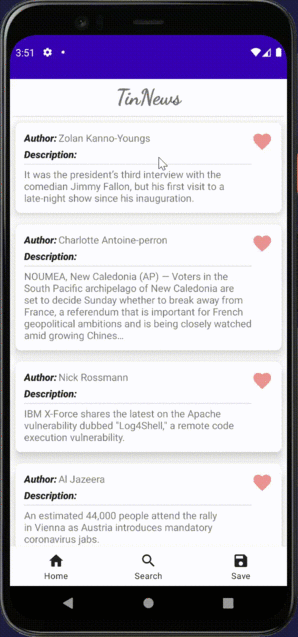 3:51
TinNews
Author: Zolan Kanno-Youngs
Description:
It was the president's third interview with the
comedian Jimmy Fallon, but his first visit to a
late-night show since his inauguration.
Author: Charlotte Antoine-perron
Description:
NOUMEA, New Caledonia (AP) — Voters in the
South Pacific archipelago of New Caledonia are
set to decide Sunday whether to break away from
France, a referendum that is important for French
geopolitical ambitions and is being closely watched
amid growing Chines…
Author: Nick Rossmann
Description:
IBM X-Force shares the latest on the Apache
vulnerability dubbed "Log4Shell," a remote code
execution vulnerability.
Author: Al Jazeera
Description:
An estimated 44,000 people attend the rally
in Vienna as Austria introduces mandatory
coronavirus jabs.
Home Search Save